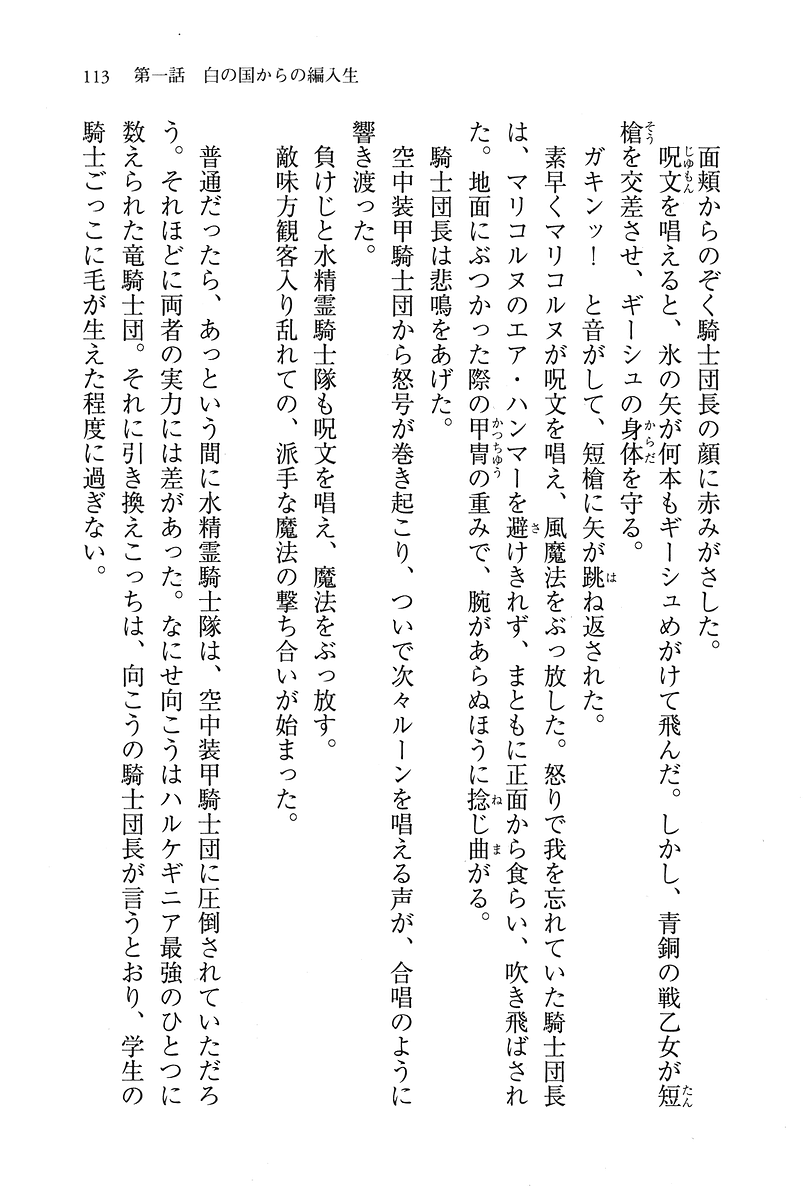 113　第一話　白の国からの編入生
面頬からのぞく騎士団長の顔に赤みがさした。
呪文を唱えると、氷の矢が何本もギーシュめがけて飛んだ。しかし、青銅の戦乙女が短
槍を交差させ、ギーシュの身体を守る。
ガキンッ！　と音がして、短槍に矢が跳ね返された。
素早くマリコルヌが呪文を唱え、風魔法をぶっ放した。怒りで我を忘れていた騎士団長
は、マリコルヌのエア・ハンマーを避けきれず、まともに正面から食らい、吹き飛ばされ
た。地面にぶつかった際の甲冑の重みで、腕があらぬほうに捻じ曲がる。
騎士団長は悲鳴をあげた。
空中装甲騎士団から怒号が巻き起こり、ついで次々ルーンを唱える声が、合唱のように
響き渡った。
負けじと水精霊騎士隊も呪文を唱え、魔法をぶっ放す。
敵味方観客入り乱れての、派手な魔法の撃ち合いが始まった。
普通だったら、あっという間に水精霊騎士隊は、空中装甲騎士団に圧倒されていただろ
う。それほどに両者の実力には差があった。なにせ向こうはハルケギニア最強のひとつに
数えられた竜騎士団。それに引き換えこっちは、向こうの騎士団長が言うとおり、学生の
騎士ごっこに毛が生えた程度に過ぎない。